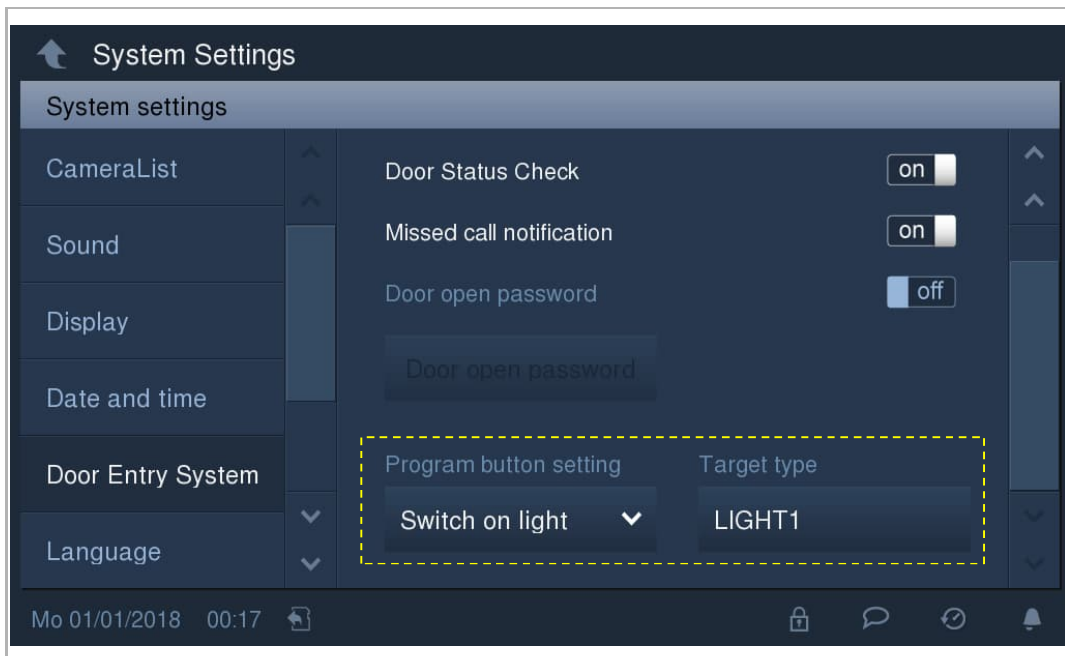 System Settings
System settings
CameraList
Sound
Display
Date and time
Door Entry System
Language
Door Status Check on
Missed call notification on
Door open password off
Door open password
Program button setting Target type
Switch on light LIGHT1
Mo 01/01/2018 00:17